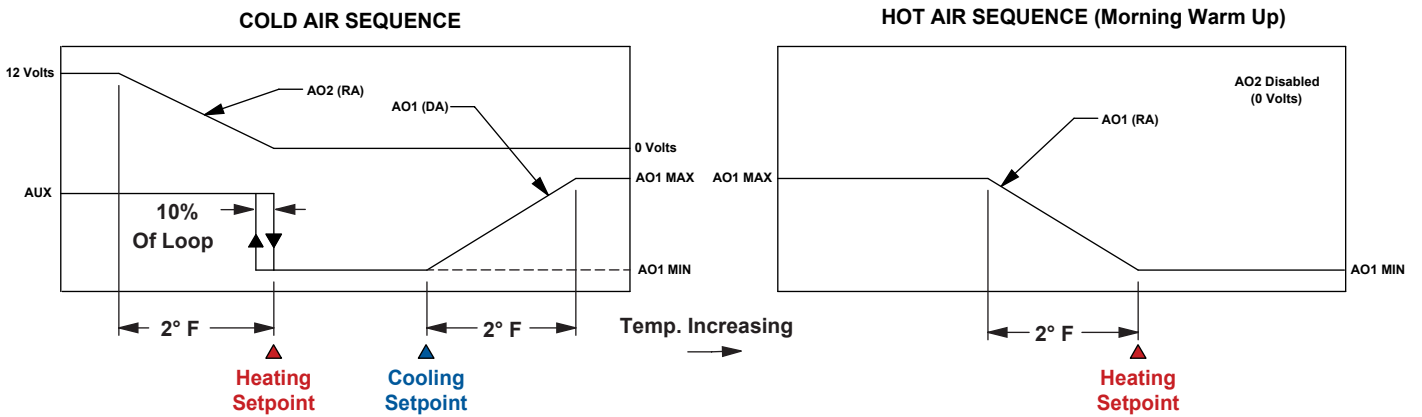 COLD AIR SEQUENCE
12 Volts
AO2 (RA)
AO1 (DA)
0 Volts
AO1 MAX
AUX
10%
Of Loop
AO1 MIN
2° F
2° F
Heating
Setpoint
Cooling
Setpoint
Temp. Increasing
HOT AIR SEQUENCE (Morning Warm Up)
AO2 Disabled
(0 Volts)
AO1 (RA)
AO1 MAX
AO1 MIN
2° F
Heating
Setpoint